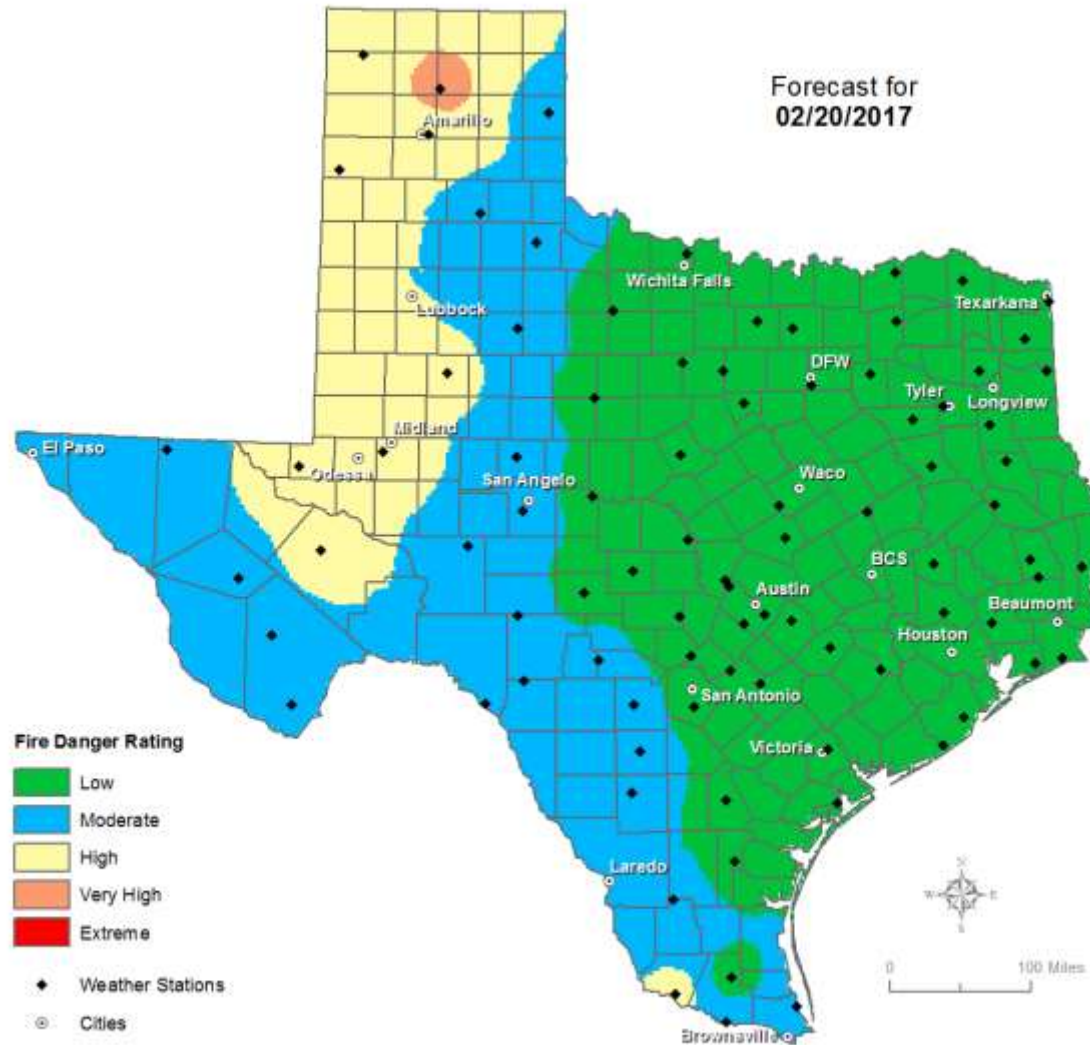 Forecast for
02/20/2017
Amarillo
Wichita Falls
Lubbock
Texarkana
DFW
Tyler
Longview
Midland
El Paso
Odessa
San Angelo
Waco
BCS
Austin
Beaumont
Houston
San Antonio
Victoria
Laredo
Brownsville
Fire Danger Rating
Low
Moderate
High
Very High
Extreme
Weather Stations
Cities
N
W E
S
0 100 Miles